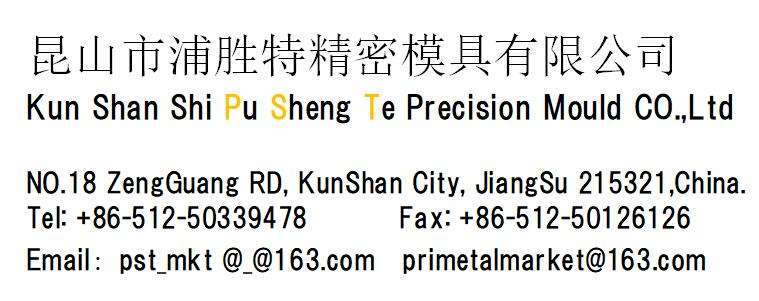 昆山市浦胜特精密模具有限公司
Kun Shan Shi Pu Sheng Te Precision Mould CO.,Ltd
NO.18 ZengGuang RD, KunShan City, JiangSu 215321,China.
Tel: +86-512-50339478 Fax: +86-512-50126126
Email： pst_mkt @_@163.com primetalmarket@163.com